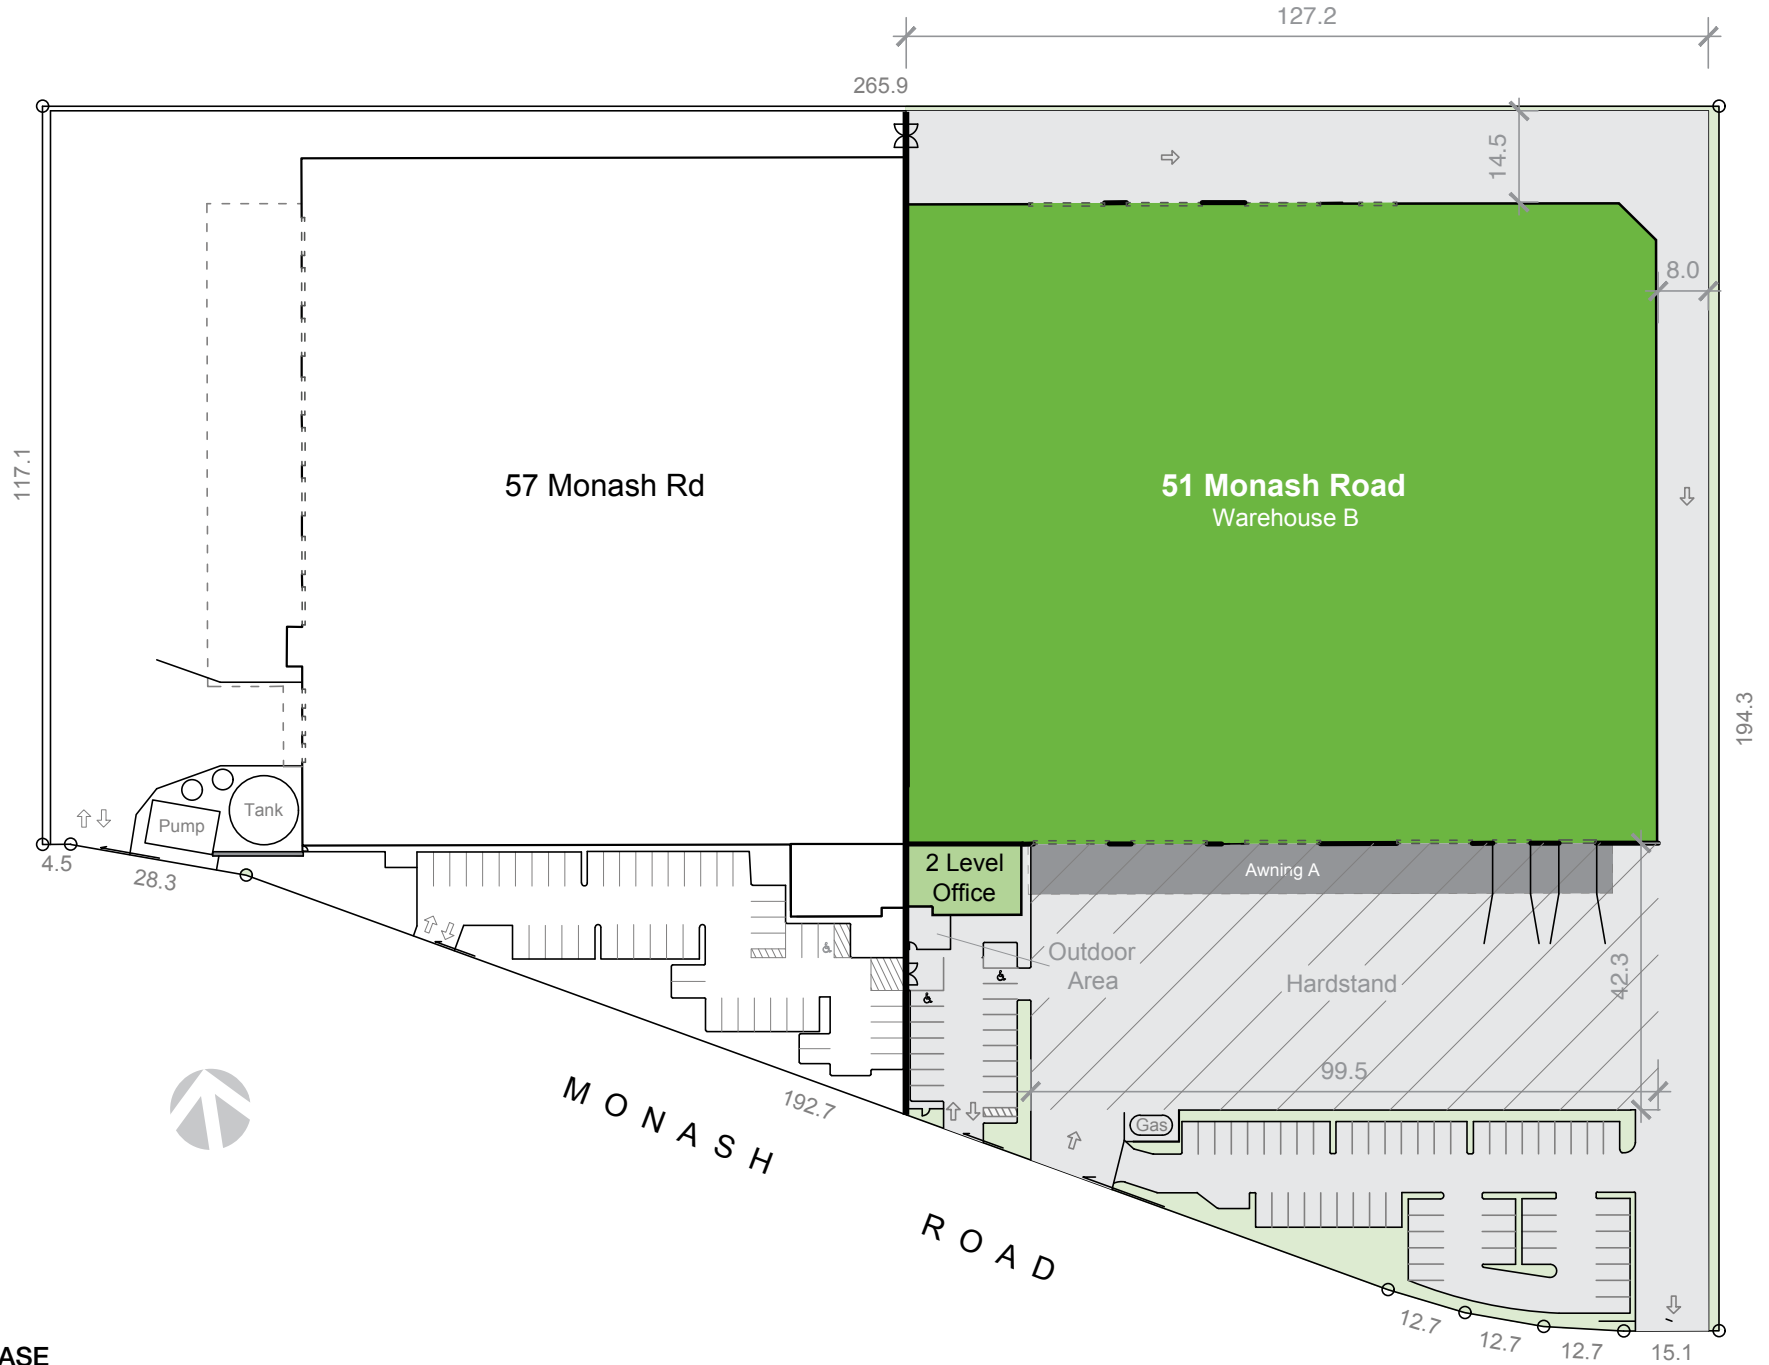 127.2
265.9
14.5
8.0
117.1
57 Monash Rd
51 Monash Road
Warehouse B
194.3
Tank
Pump
4.5
28.3
2 Level
Office
Awning A
Outdoor
Area
Hardstand
42.3
99.5
192.7
MONASH
ROAD
Gas
12.7
12.7
12.7
15.1